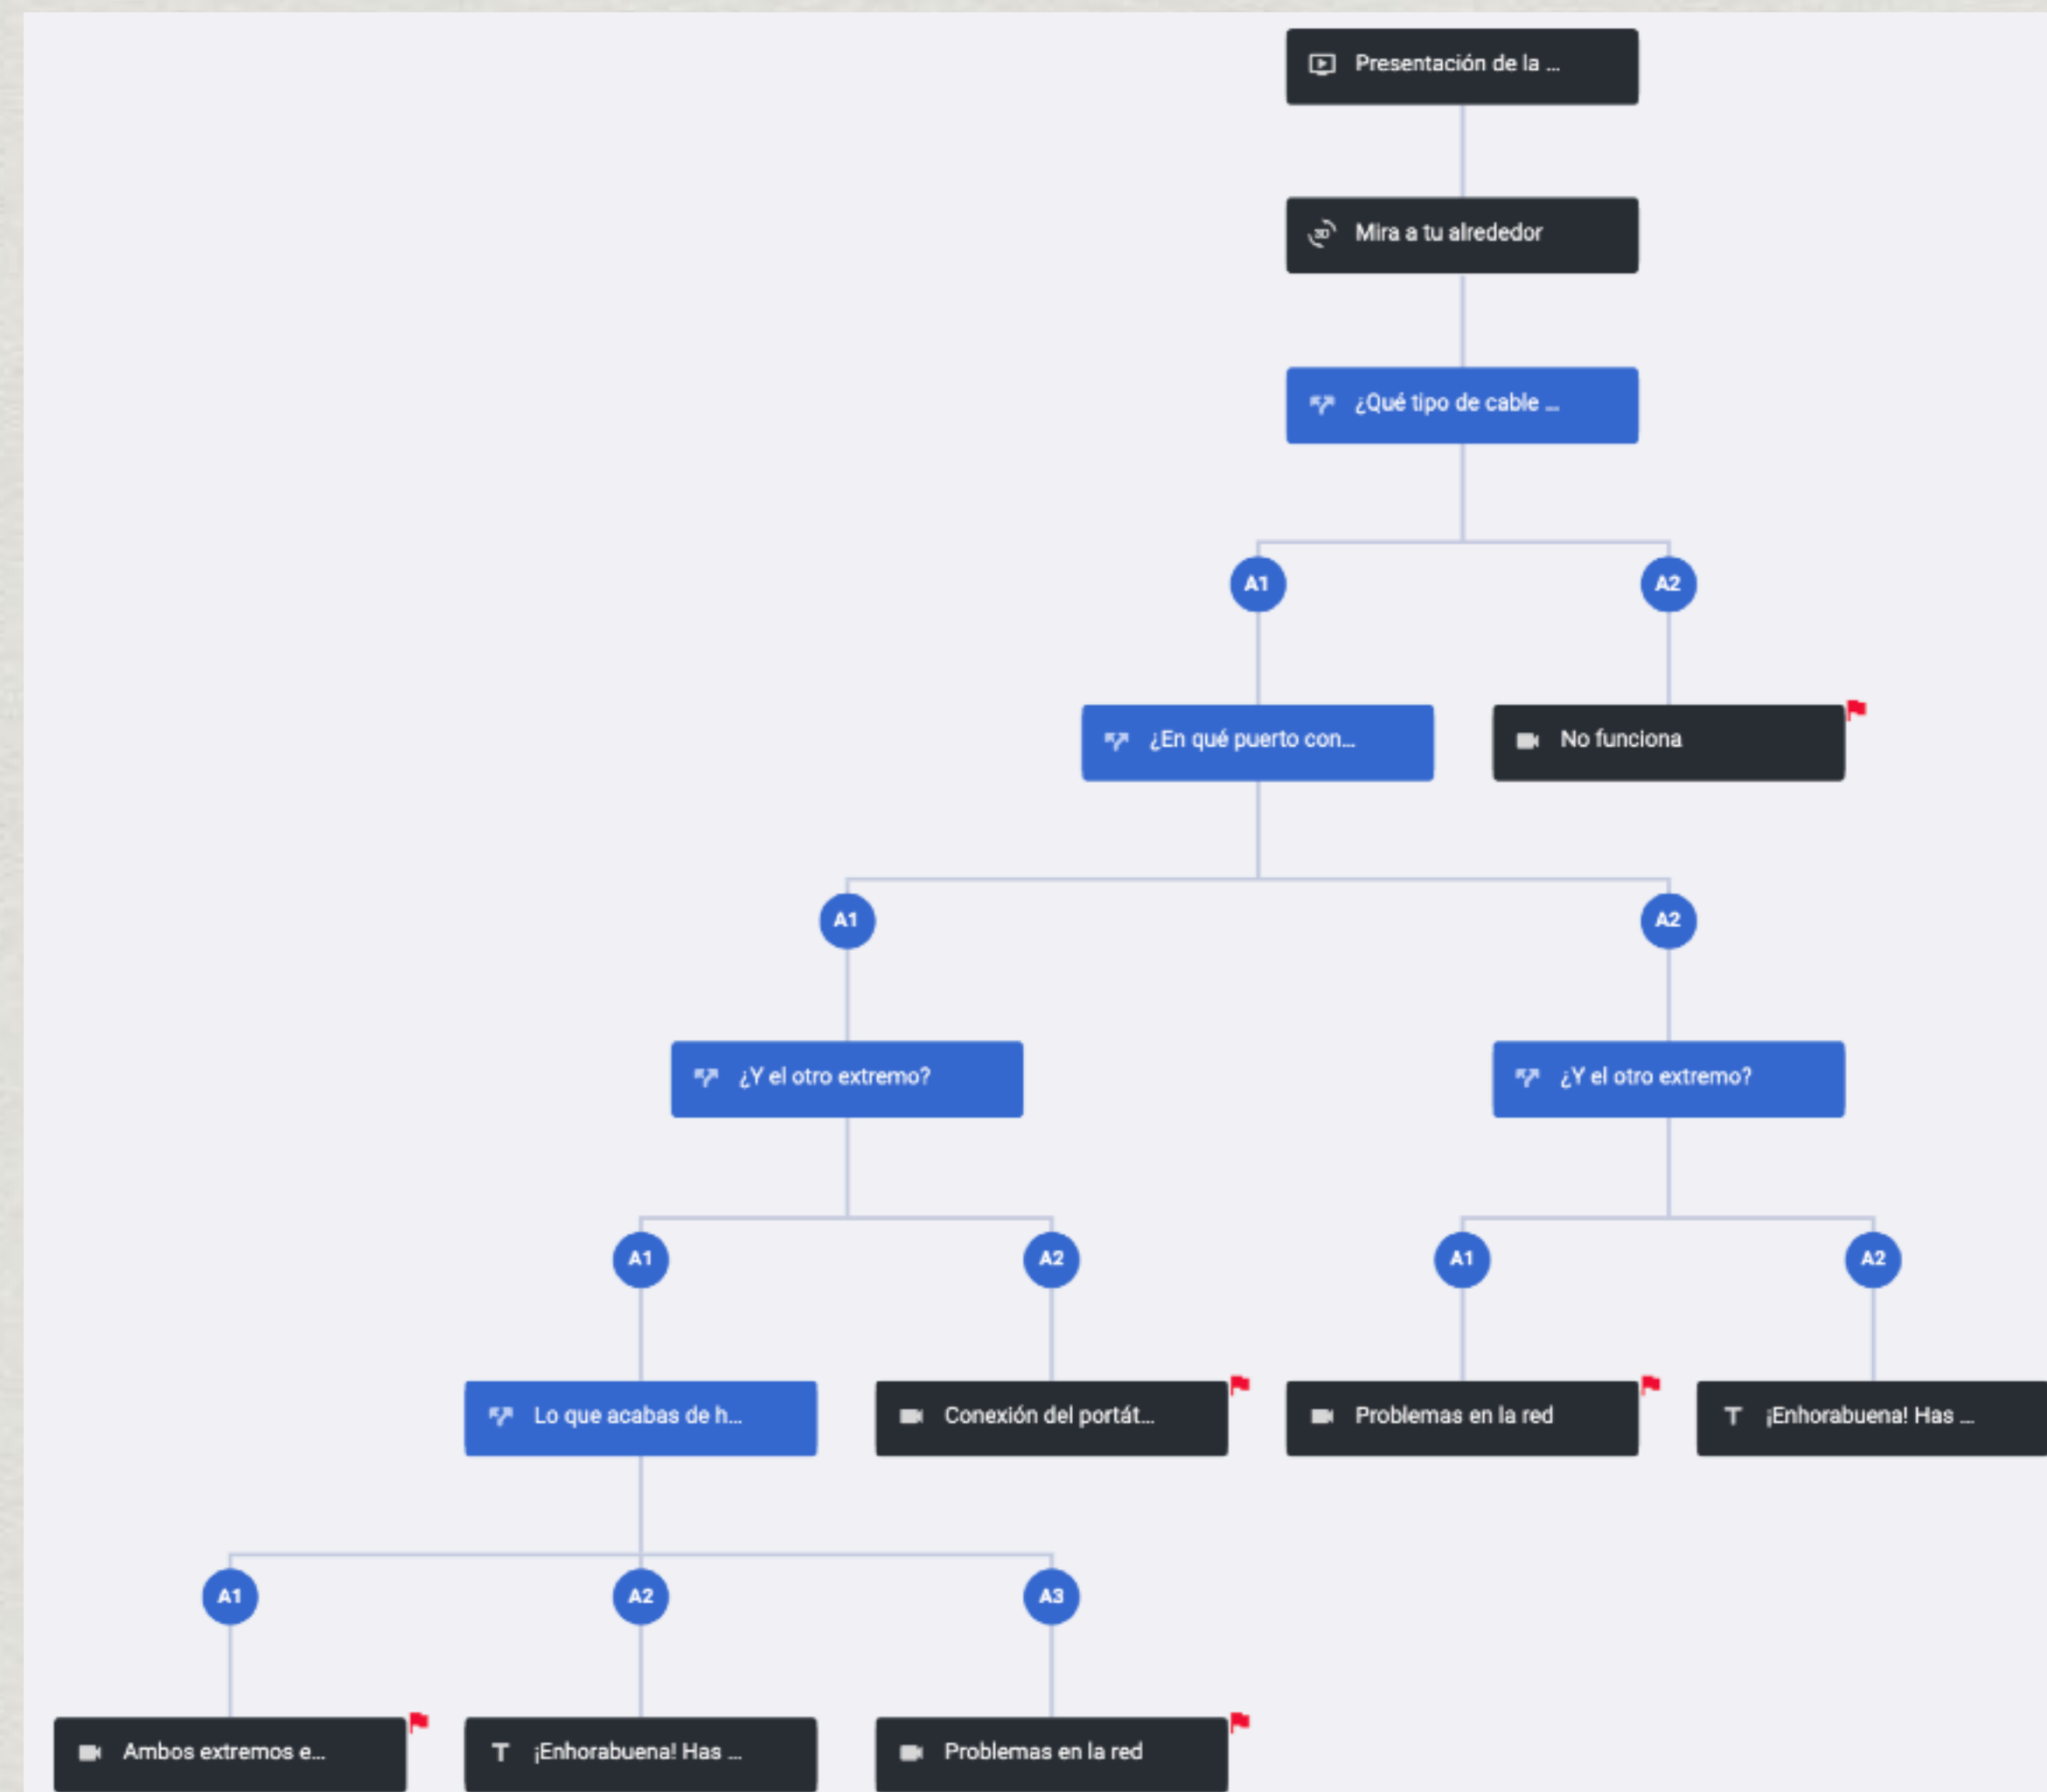 Presentación de la ...
3D Mira a tu alrededor
¿Qué tipo de cable ...
A1 A2
¿En qué puerto con... No funciona
A1 A2
¿Y el otro extremo? ¿Y el otro extremo?
A1 A2 A1 A2
Lo que acabas de h... Conexión del portát... Problemas en la red T ¡Enhorabuena! Has ...
A1 A2 A3
Ambos extremos e... T ¡Enhorabuena! Has ... Problemas en la red